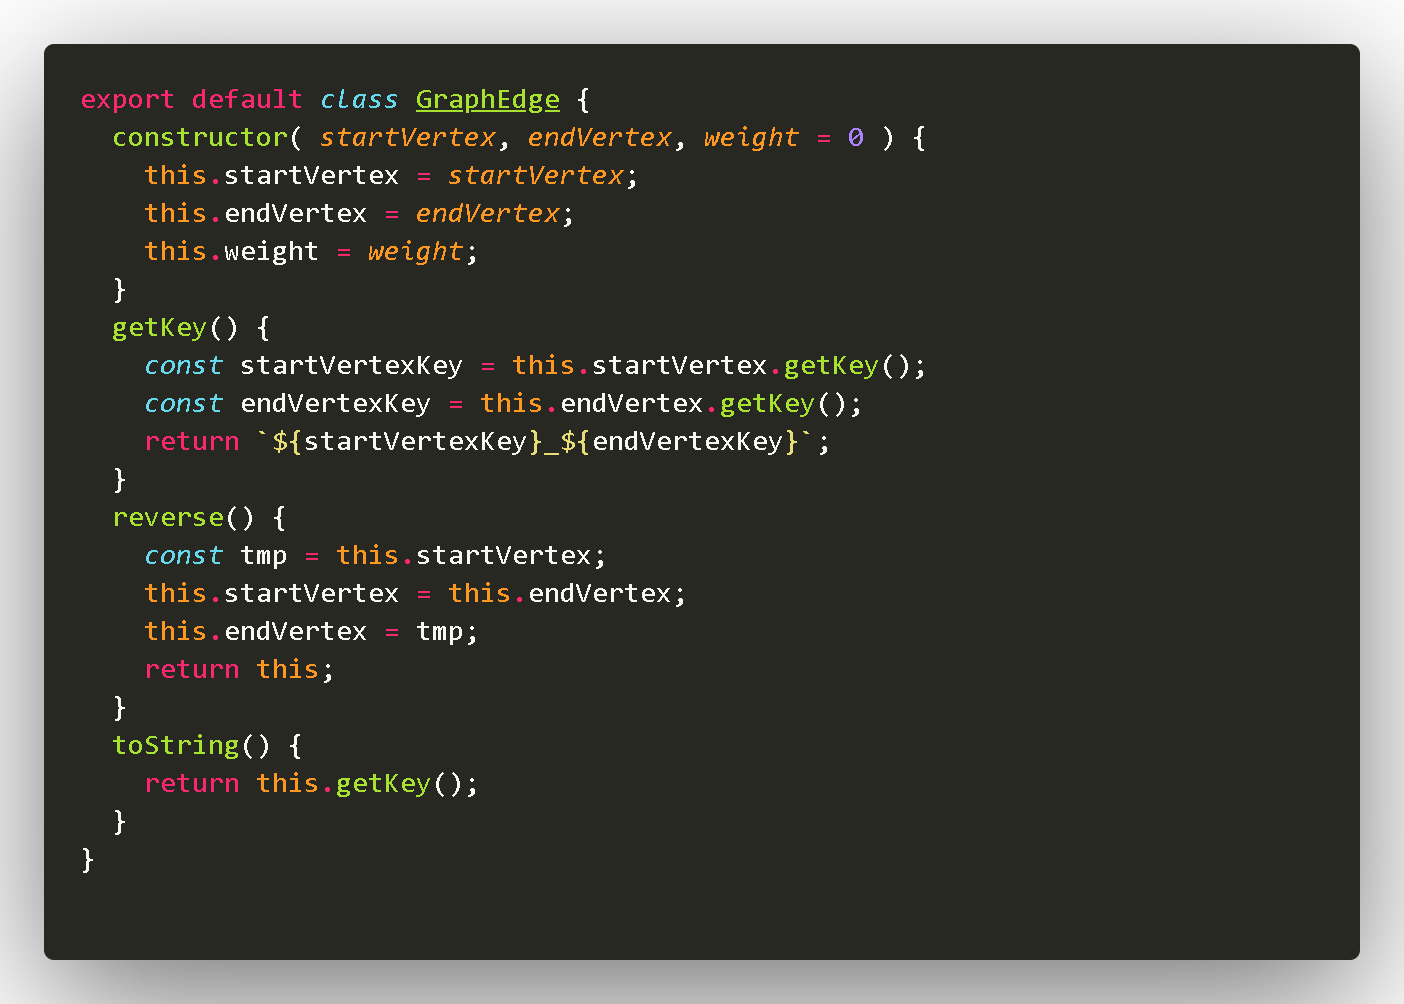 export default class GraphEdge {
  constructor( startVertex, endVertex, weight = 0 ) {
    this.startVertex = startVertex;
    this.endVertex = endVertex;
    this.weight = weight;
  }
  getKey() {
    const startVertexKey = this.startVertex.getKey();
    const endVertexKey = this.endVertex.getKey();
    return `${startVertexKey}_${endVertexKey}`;
  }
  reverse() {
    const tmp = this.startVertex;
    this.startVertex = this.endVertex;
    this.endVertex = tmp;
    return this;
  }
  toString() {
    return this.getKey();
  }
}